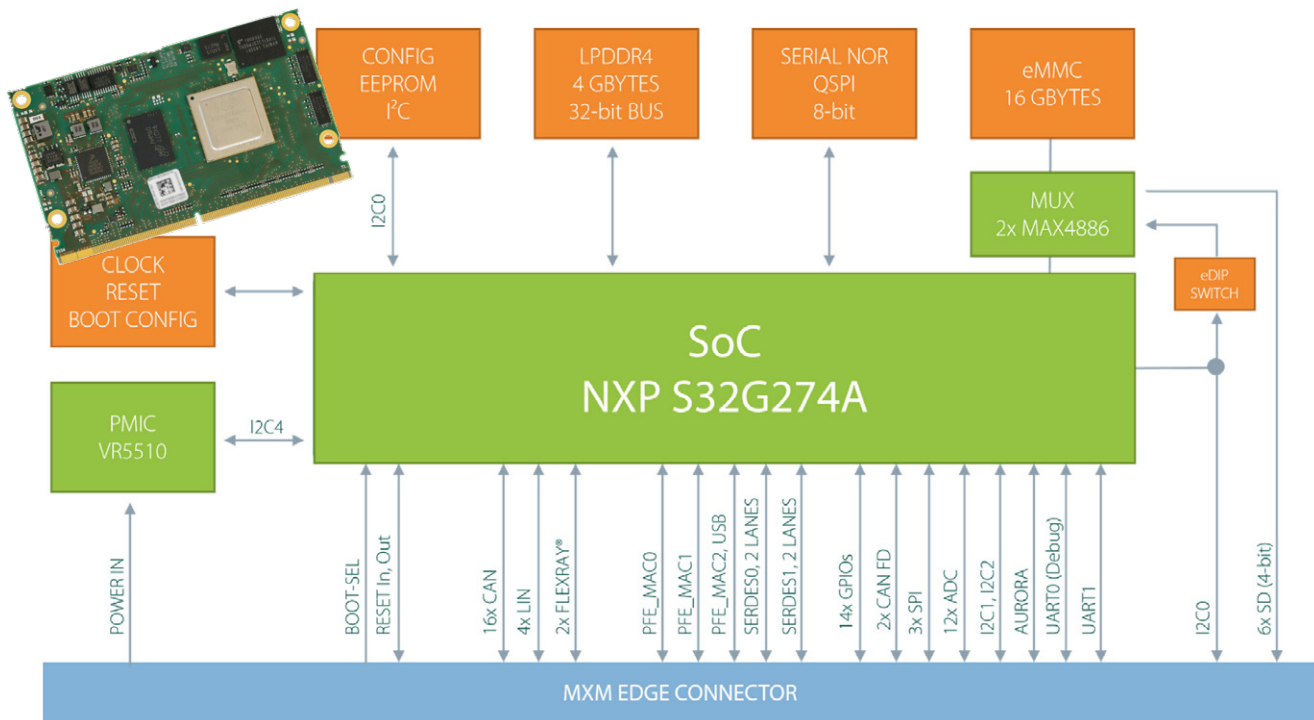 CONFIG
EEPROM
I²C
LPDDR4
4 GBYTES
32-bit BUS
SERIAL NOR
QSPI
8-bit
eMMC
16 GBYTES
MUX
2x MAX4886
I2C0
eDIP
SWITCH
CLOCK
RESET
BOOT CONFIG
SoC
NXP S32G274A
PMIC
VR5510
I2C4
POWER IN
BOOT-SEL
RESET In, Out
16x CAN
4x LIN
2x FLEXRAY®
PFE_MAC0
PFE_MAC1
PFE_MAC2, USB
SERDES0, 2 LANES
SERDES1, 2 LANES
14x GPIOs
2x CAN FD
3x SPI
12x ADC
I2C1, I2C2
AURORA
UART0 (Debug)
UART1
I2C0
6x SD (4-bit)
MXM EDGE CONNECTOR